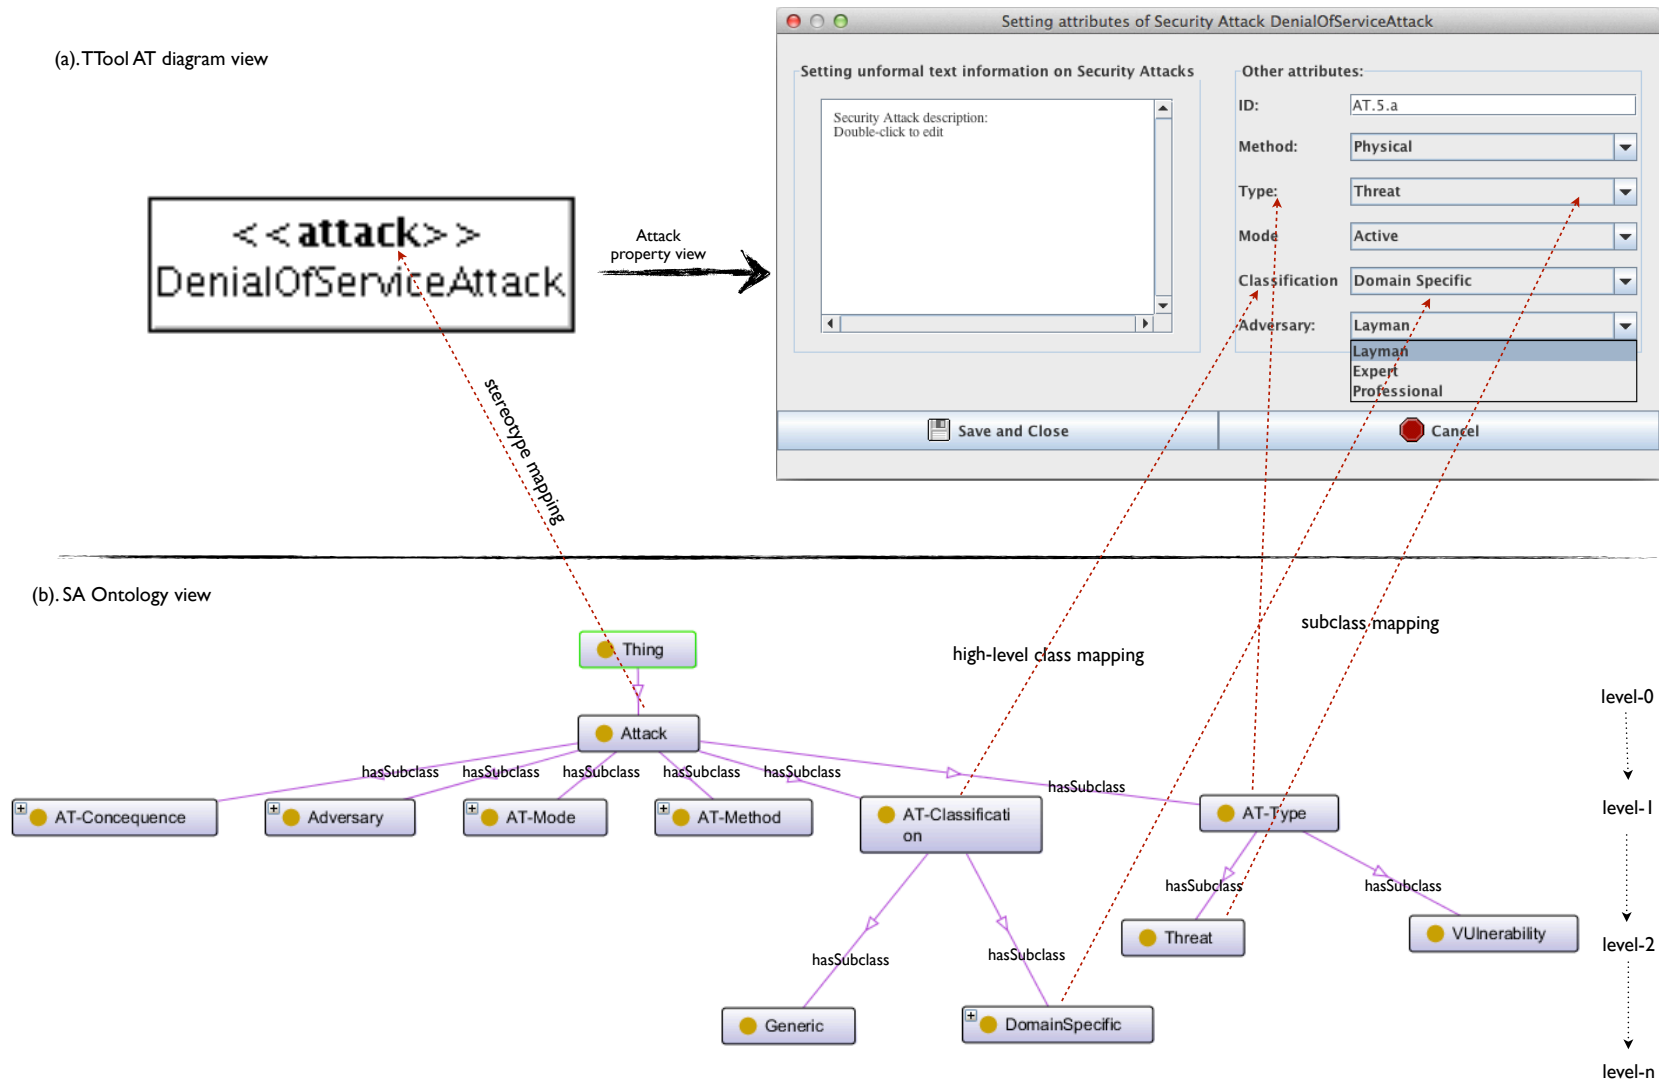 (a). TTool AT diagram view
Setting attributes of Security Attack DenialOfServiceAttack
Setting unformal text information on Security Attacks
Security Attack description:
Double-click to edit
Other attributes:
ID:
AT.5.a
Method:
Physical
Type:
Threat
Mode
Active
Classification
Domain Specific
Adversary:
Layman
Layman
Expert
Professional
Save and Close
Cancel
<<attack>>
DenialOfServiceAttack
Attack
property view
stereotype mapping
(b). SA Ontology view
high-level class mapping
subclass mapping
Thing
Attack
hasSubclass
hasSubclass
hasSubclass
hasSubclass
hasSubclass
hasSubclass
AT-Concequence
Adversary
AT-Mode
AT-Method
AT-Classificati
on
AT-Type
hasSubclass
hasSubclass
Threat
VUlnerability
hasSubclass
hasSubclass
Generic
DomainSpecific
level-0
level-1
level-2
level-n